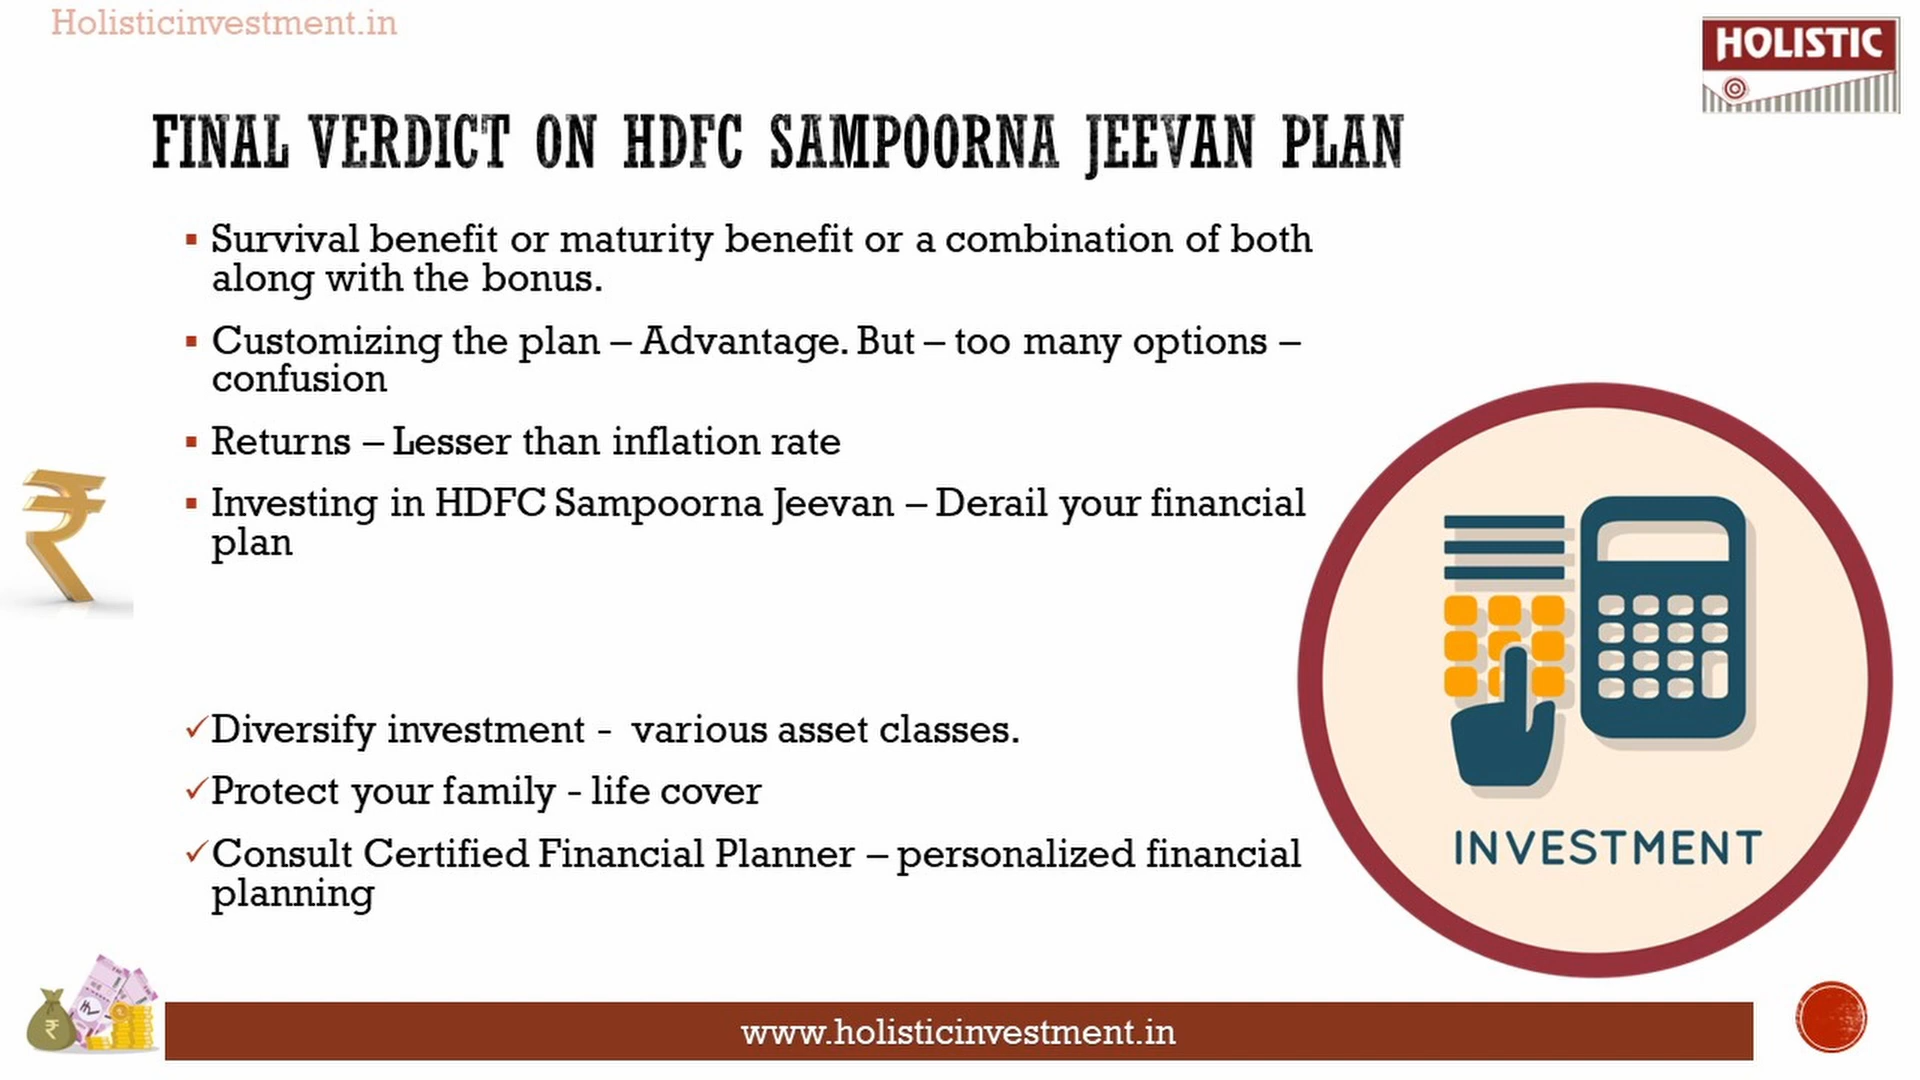 Holisticinvestment.in
HOLISTIC
FINAL VERDICT ON HDFC SAMPOORNA JEEVAN PLAN
▪ Survival benefit or maturity benefit or a combination of both
along with the bonus.
▪ Customizing the plan – Advantage. But – too many options –
confusion
▪ Returns – Lesser than inflation rate
▪ Investing in HDFC Sampoorna Jeevan – Derail your financial
plan
✓Diversify investment - various asset classes.
✓Protect your family - life cover
✓Consult Certified Financial Planner – personalized financial
planning
INVESTMENT
www.holisticinvestment.in